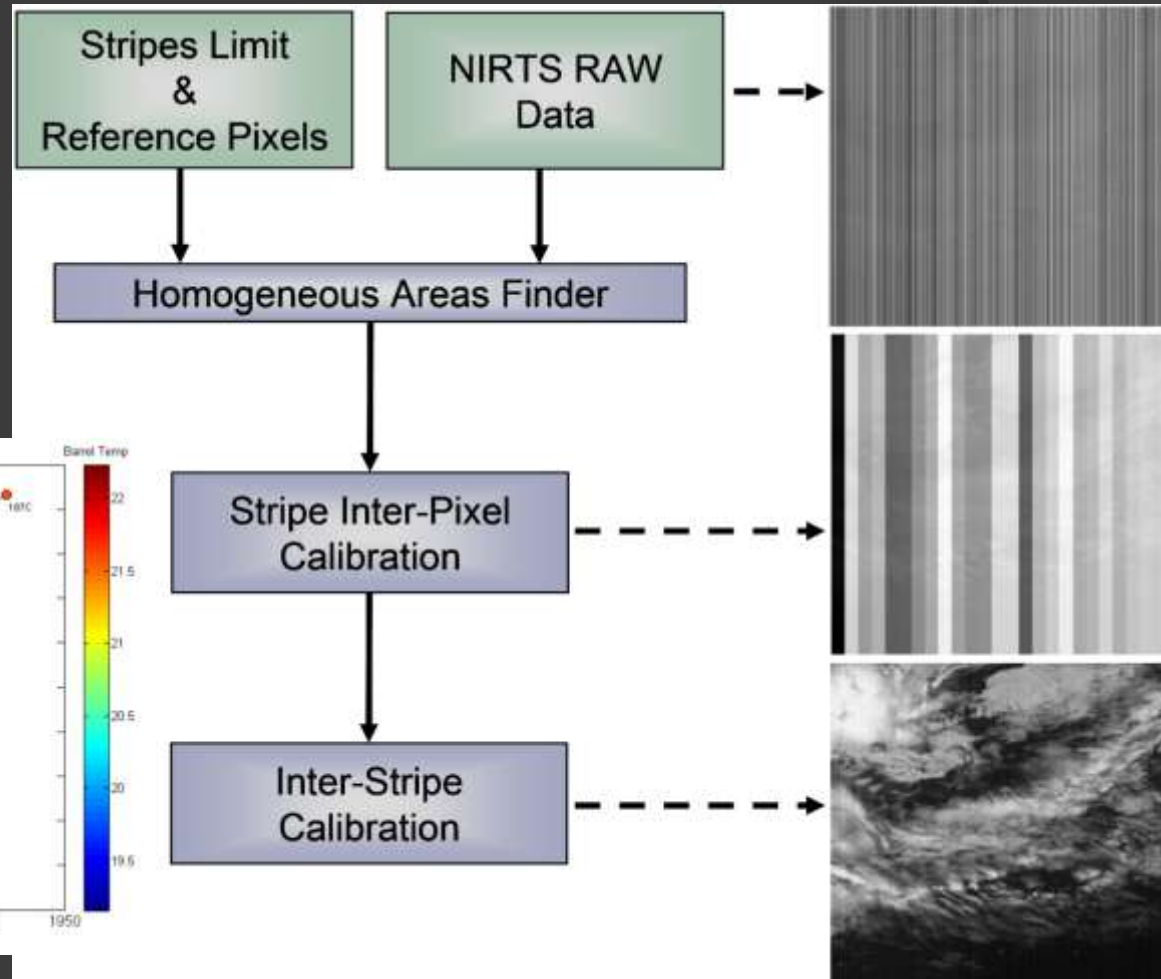 Stripes Limit
&
Reference Pixels
NIRTS RAW
Data
Homogeneous Areas Finder
Stripe Inter-Pixel
Calibration
Inter-Stripe
Calibration
Barrel Temp
22
21.5
21
20.5
20
19.5
1950